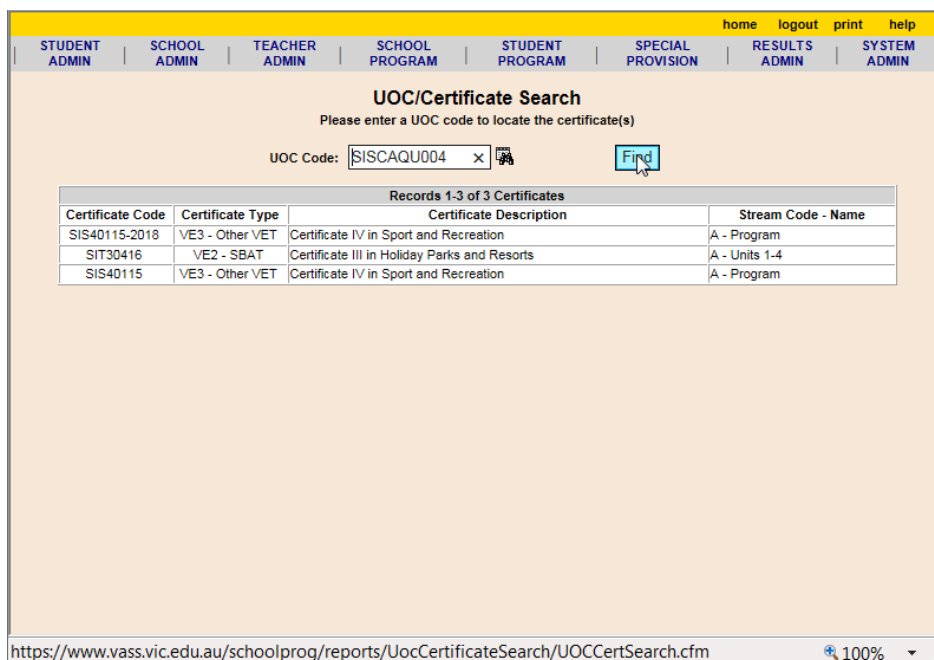 home logout print help
STUDENT ADMIN | SCHOOL ADMIN | TEACHER ADMIN | SCHOOL PROGRAM | STUDENT PROGRAM | SPECIAL PROVISION | RESULTS ADMIN | SYSTEM ADMIN
UOC/Certificate Search
Please enter a UOC code to locate the certificate(s)
UOC Code: SISCAQU004 × Find
Records 1-3 of 3 Certificates
Certificate Code Certificate Type Certificate Description Stream Code - Name
SIS40115-2018 VE3 - Other VET Certificate IV in Sport and Recreation A - Program
SIT30416 VE2 - SBAT Certificate III in Holiday Parks and Resorts A - Units 1-4
SIS40115 VE3 - Other VET Certificate IV in Sport and Recreation A - Program
https://www.vass.vic.edu.au/schoolprog/reports/UocCertificateSearch/UOCCertSearch.cfm 100%